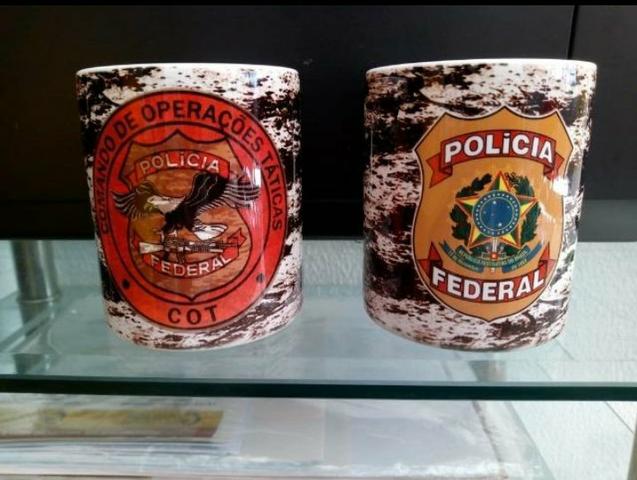 COMANDO DE OPERAÇÕES TÁTICAS
POLíCIA
FEDERAL
COT
POLíCIA
FEDERAL